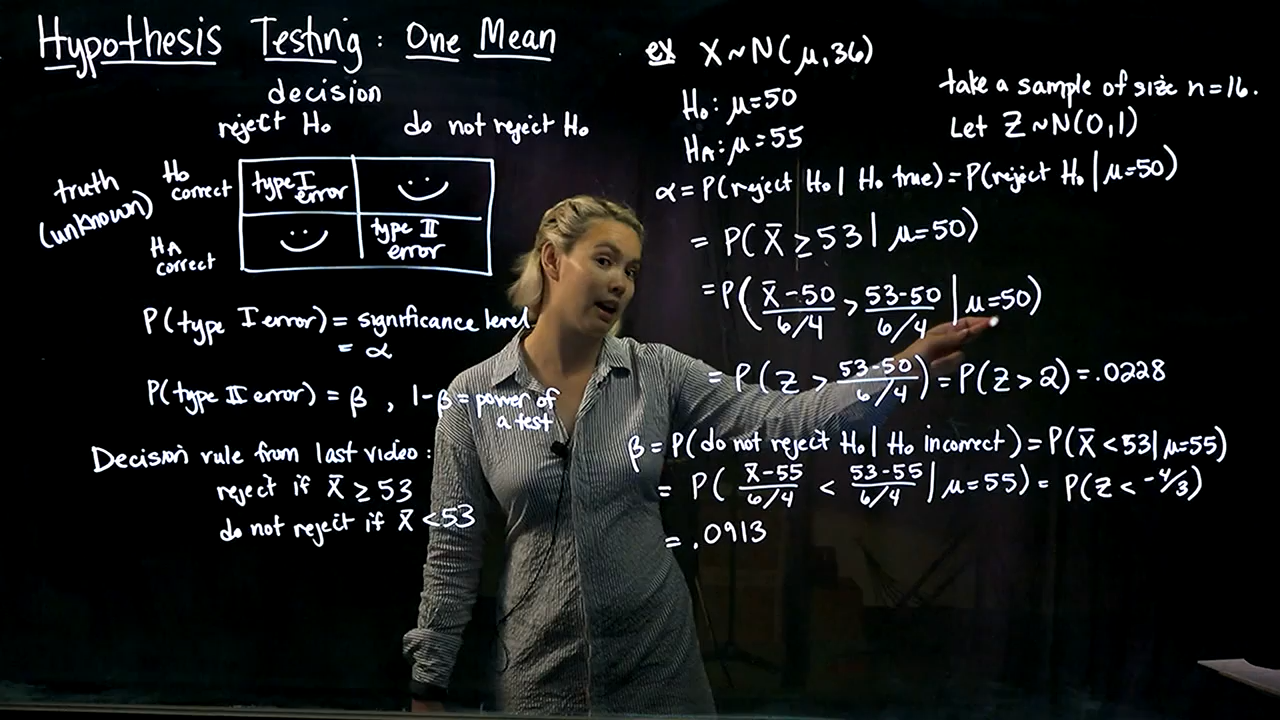 Hypothesis Testing: One Mean
decision
reject H₀ do not reject H₀
truth (unknown)
H₀ correct
type I error
H_A correct
type II error
P(type I error) = significance level
= α
P(type II error) = β, 1-β = power of a test
Decision rule from last video:
reject if X̄ ≥ 53
do not reject if X̄ < 53
ex X~N(μ,36)
H₀: μ=50
H_A: μ=55
take a sample of size n=16.
Let Z~N(0,1)
α = P(reject H₀ | H₀ true) = P(reject H₀ | μ=50)
= P(X̄ ≥ 53 | μ=50)
= P((X̄-50)/(6/4) > (53-50)/(6/4) | μ=50)
= P(Z > (53-50)/(6/4)) = P(Z > 2) = .0228
β = P(do not reject H₀ | H₀ incorrect) = P(X̄ < 53 | μ=55)
= P((X̄-55)/(6/4) < (53-55)/(6/4) | μ=55) = P(Z < -4/3)
= .0913